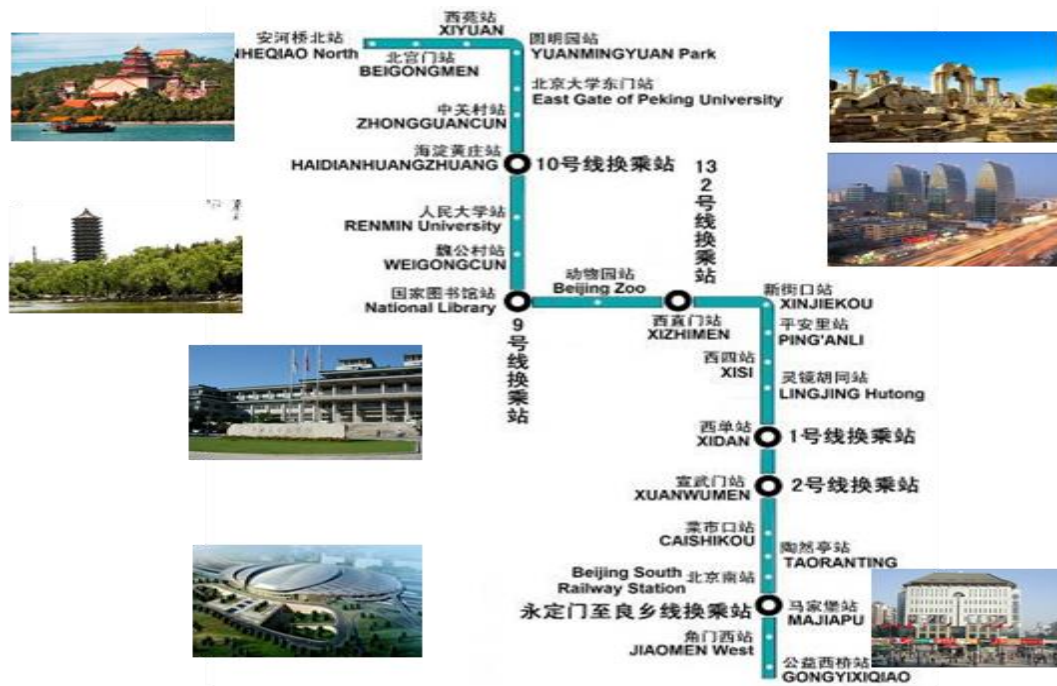 西苑站
XIYUAN
安河桥北站
NHEQIAO North
北宫门站
BEIGONGMEN
圆明园站
YUANMINGYUAN Park
北京大学东门站
East Gate of Peking University
中关村站
ZHONGGUANCUN
海淀黄庄站
HAIDIANHUANGZHUANG
10号线换乘站
人民大学站
RENMIN University
魏公村站
WEIGONGCUN
国家图书馆站
National Library
9号线换乘站
动物园站
Beijing Zoo
13
2号线换乘站
西直门站
XIZHIMEN
新街口站
XINJIEKOU
平安里站
PING'ANLI
西四站
XISI
灵镜胡同站
LINGJING Hutong
西单站
XIDAN
1号线换乘站
宣武门站
XUANWUMEN
2号线换乘站
菜市口站
CAISHIKOU
陶然亭站
TAORANTING
Beijing South
Railway Station
北京南站
永定门至良乡线换乘站
马家堡站
MAJIAPU
角门西站
JIAOMEN West
公益西桥站
GONGYIXIQIAO